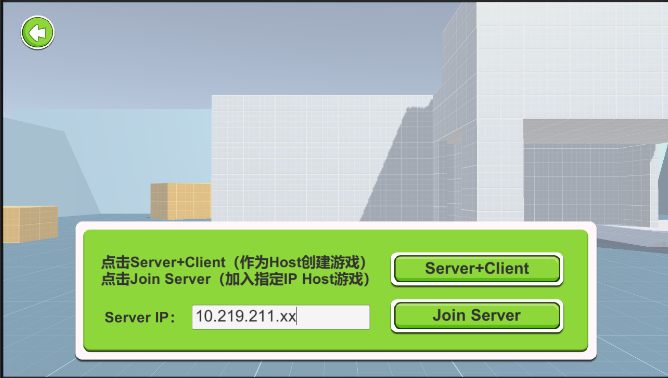 点击Server+Client（作为Host创建游戏）
点击Join Server（加入指定IP Host游戏）
Server+Client
Server IP：
10.219.211.xx
Join Server